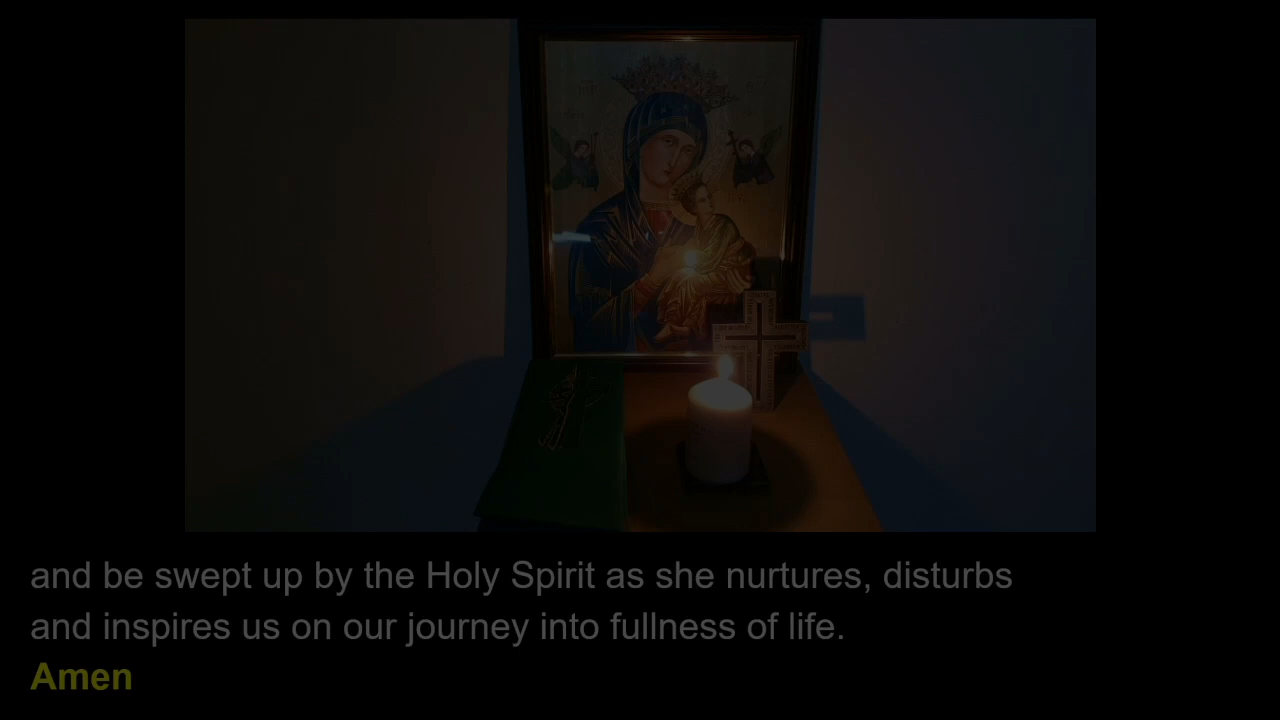 and be swept up by the Holy Spirit as she nurtures, disturbs
and inspires us on our journey into fullness of life.
Amen